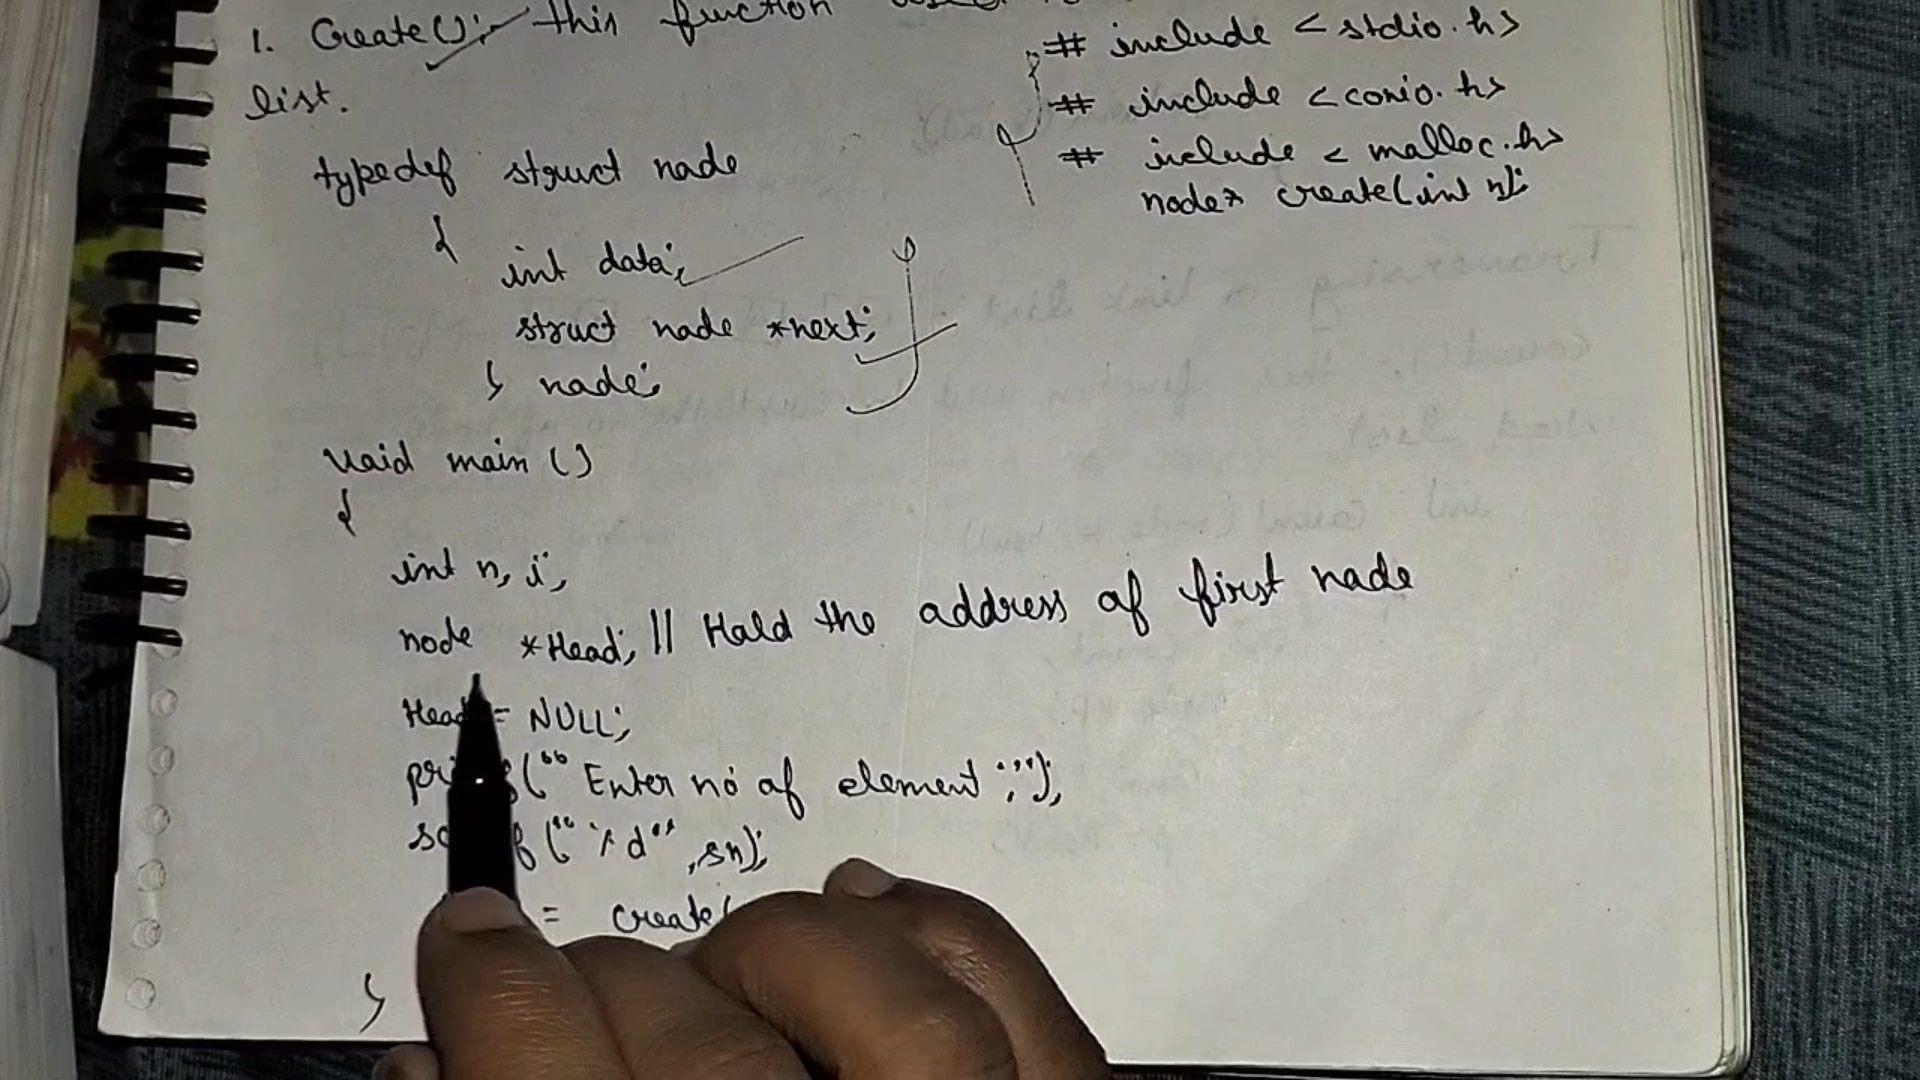 1. Create();- this function
list.
typedef struct node
{
int data;
struct node *next;
} node;
# include <stdio.h>
# include <conio.h>
# include <malloc.h>
node* create(int n);
void main ()
{
int n, i;
node *Head; // Hold the address of first node
Head = NULL;
("Enter no of element :");
("%d", &n);
= create(
}